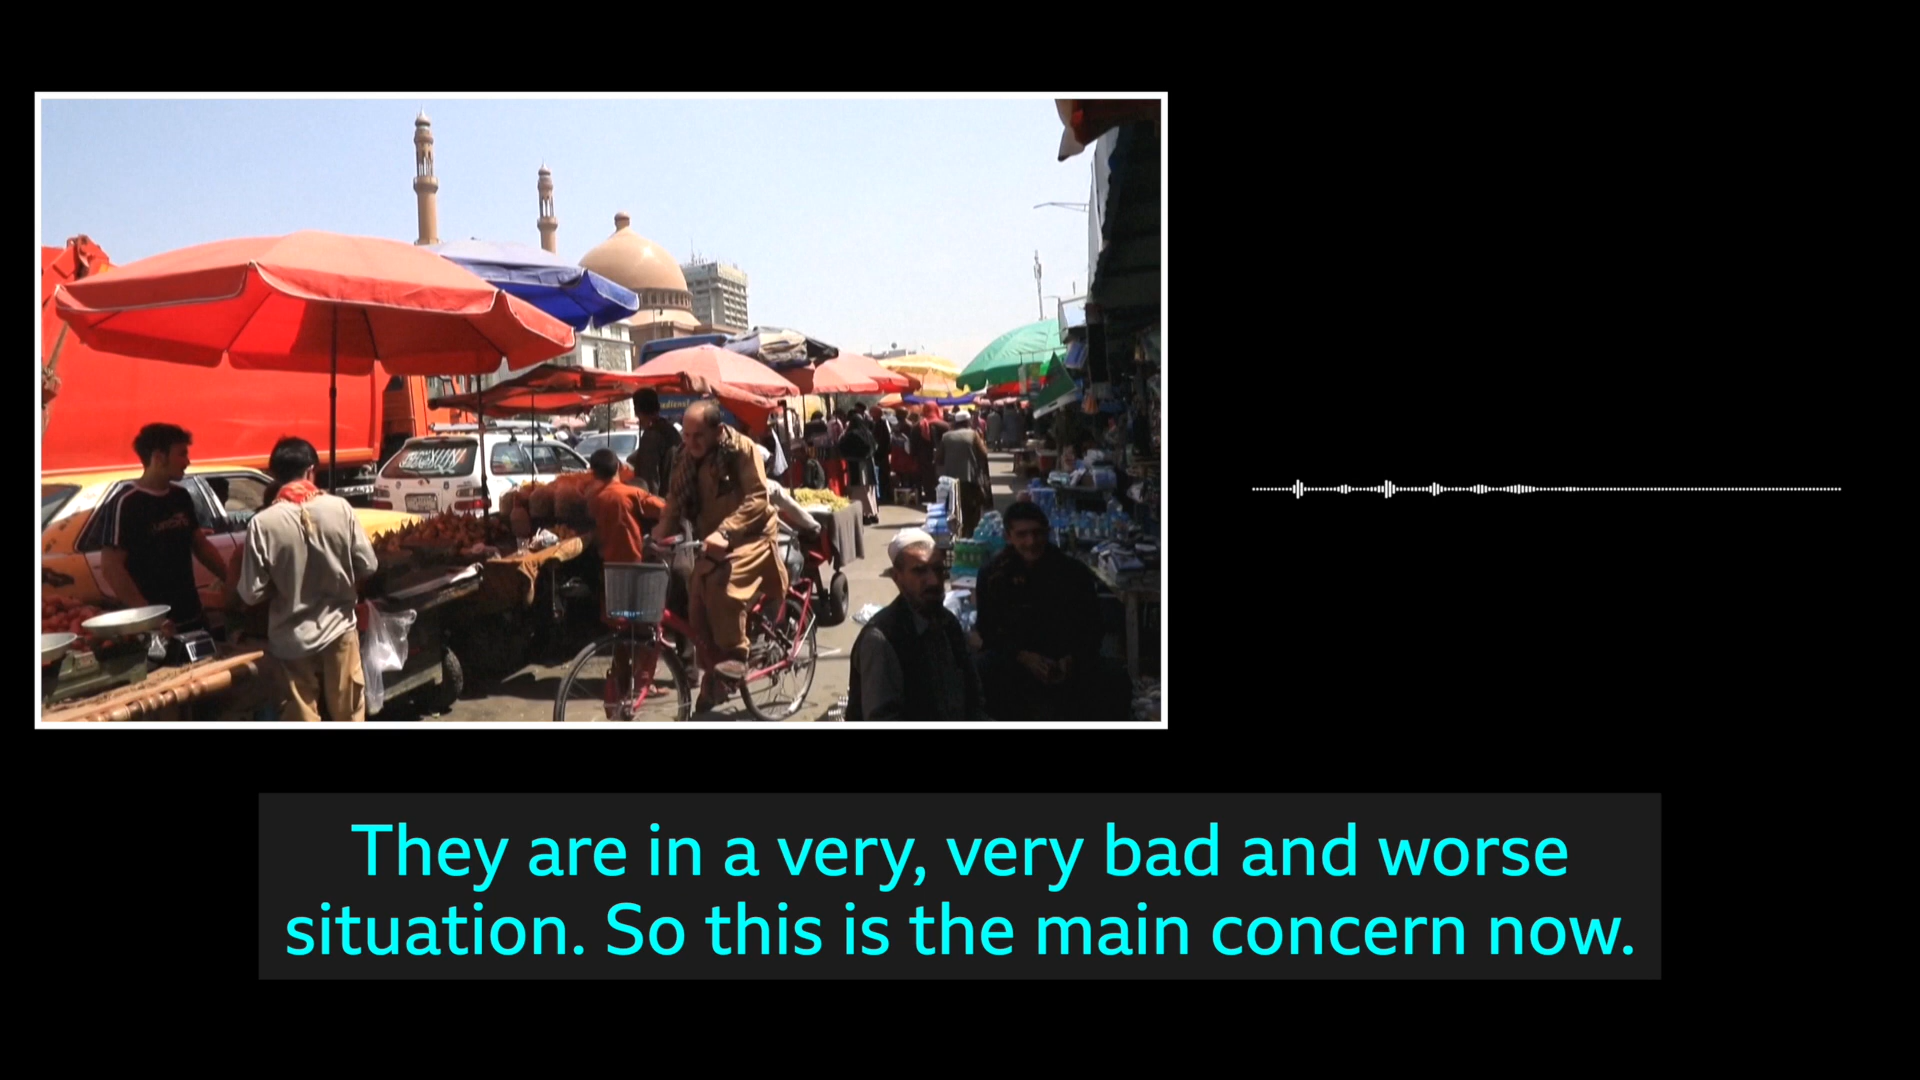 They are in a very, very bad and worse
situation. So this is the main concern now.